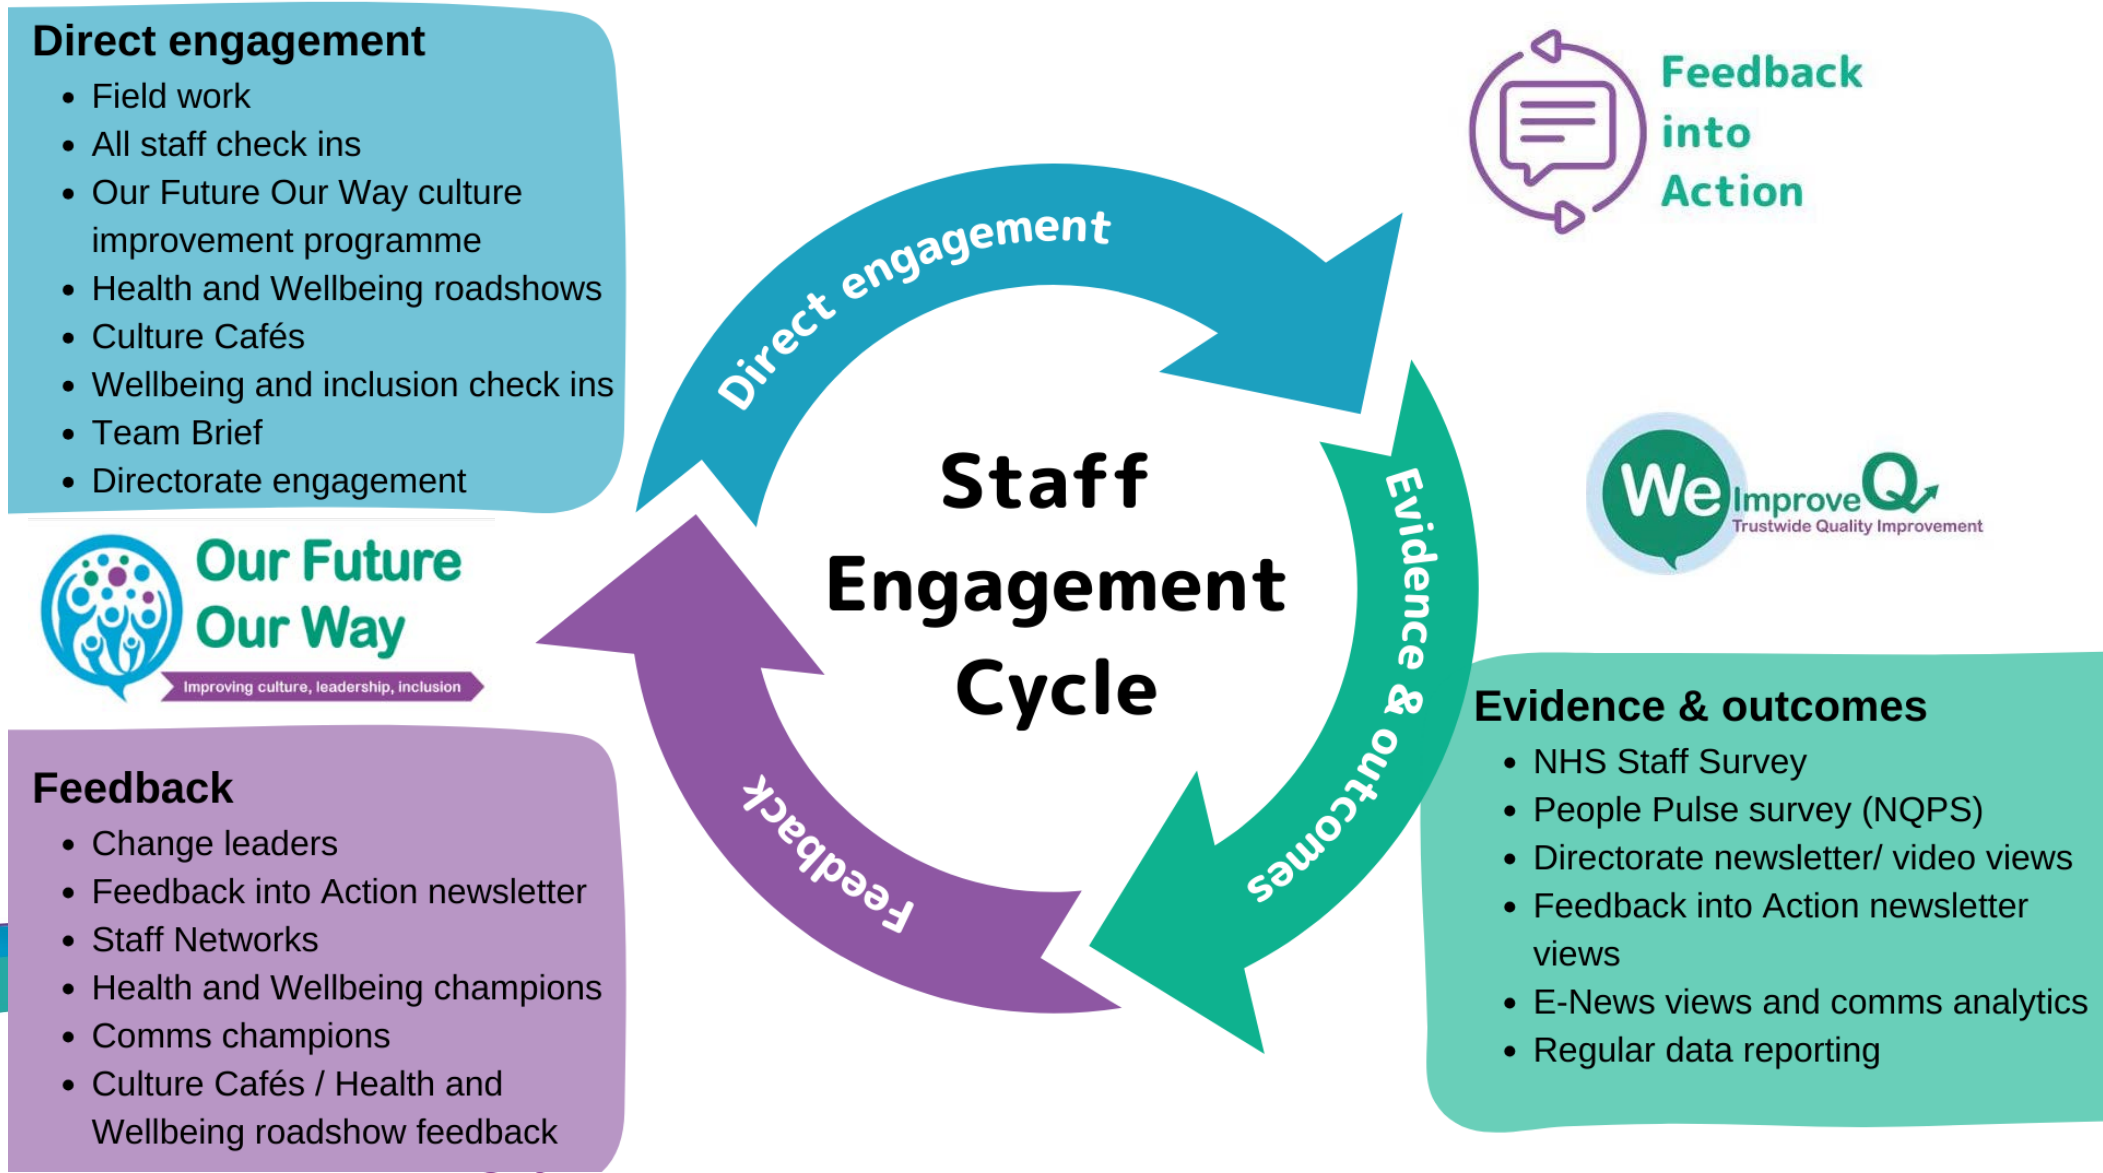 Direct engagement
• Field work
• All staff check ins
• Our Future Our Way culture
improvement programme
• Health and Wellbeing roadshows
• Culture Cafés
• Wellbeing and inclusion check ins
• Team Brief
• Directorate engagement
Our Future
Our Way
Improving culture, leadership, inclusion
Feedback
• Change leaders
• Feedback into Action newsletter
• Staff Networks
• Health and Wellbeing champions
• Comms champions
• Culture Cafés / Health and
Wellbeing roadshow feedback
Direct engagement
Evidence & outcomes
Feedback
Staff
Engagement
Cycle
Feedback
into
Action
We Improve Q
Trustwide Quality Improvement
Evidence & outcomes
• NHS Staff Survey
• People Pulse survey (NQPS)
• Directorate newsletter/ video views
• Feedback into Action newsletter
views
• E-News views and comms analytics
• Regular data reporting